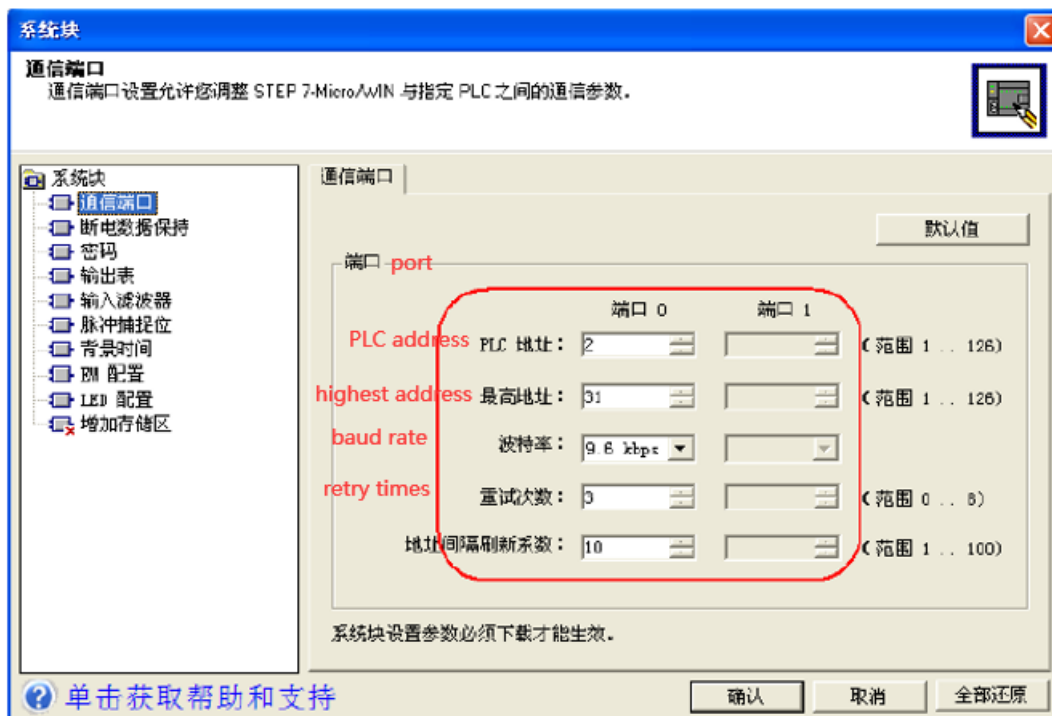 系统块
通信端口
通信端口设置允许您调整 STEP 7-Micro/WIN 与指定 PLC 之间的通信参数.
系统块
通信端口
断电数据保持
密码
输出表
输入滤波器
脉冲捕捉位
背景时间
EM 配置
LED 配置
增加存储区
通信端口
默认值
端口 port
端口 0 端口 1
PLC address PLC 地址: 2 (范围 1 .. 126)
highest address 最高地址: 31 (范围 1 .. 126)
baud rate 波特率: 9.6 kbps
retry times 重试次数: 3 (范围 0 .. 8)
地址间隔刷新系数: 10 (范围 1 .. 100)
系统块设置参数必须下载才能生效.
单击获取帮助和支持 确认 取消 全部还原